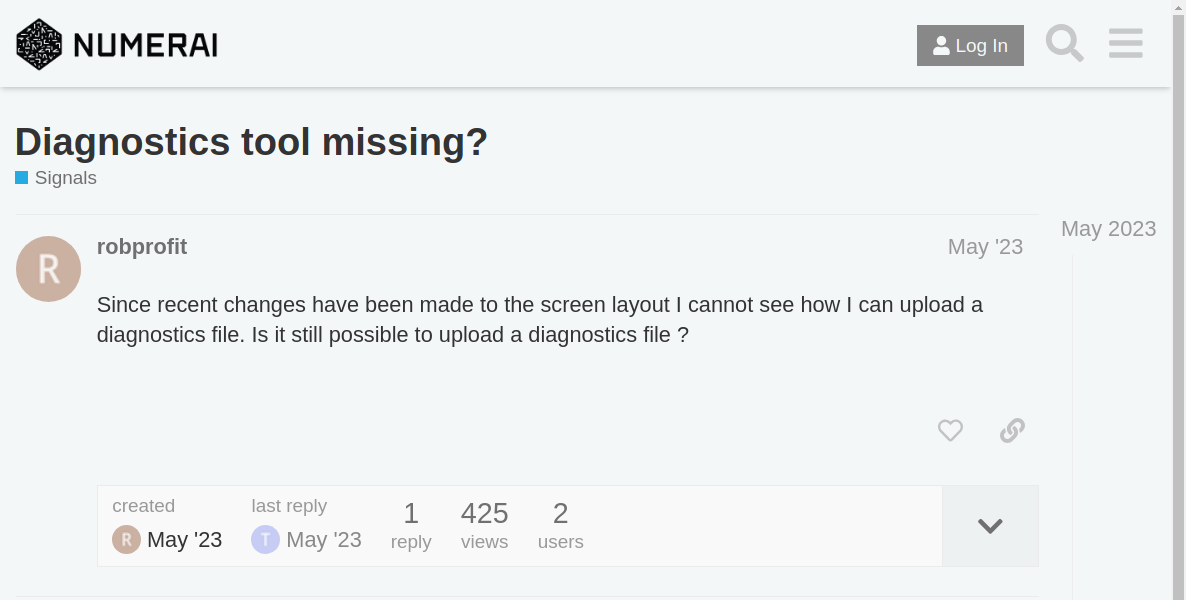 NUMERAI
Log In
Diagnostics tool missing?
Signals
May 2023
robprofit
May '23
R
Since recent changes have been made to the screen layout I cannot see how I can upload a
diagnostics file. Is it still possible to upload a diagnostics file ?
created
last reply
1
425
2
R May '23
T May '23
reply
views
users